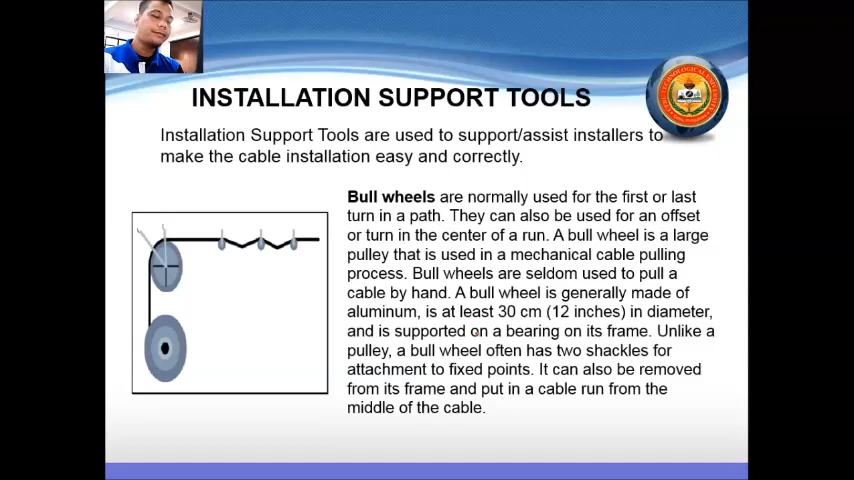 INSTALLATION SUPPORT TOOLS
Installation Support Tools are used to support/assist installers to
make the cable installation easy and correctly.
Bull wheels are normally used for the first or last
turn in a path. They can also be used for an offset
or turn in the center of a run. A bull wheel is a large
pulley that is used in a mechanical cable pulling
process. Bull wheels are seldom used to pull a
cable by hand. A bull wheel is generally made of
aluminum, is at least 30 cm (12 inches) in diameter,
and is supported on a bearing on its frame. Unlike a
pulley, a bull wheel often has two shackles for
attachment to fixed points. It can also be removed
from its frame and put in a cable run from the
middle of the cable.